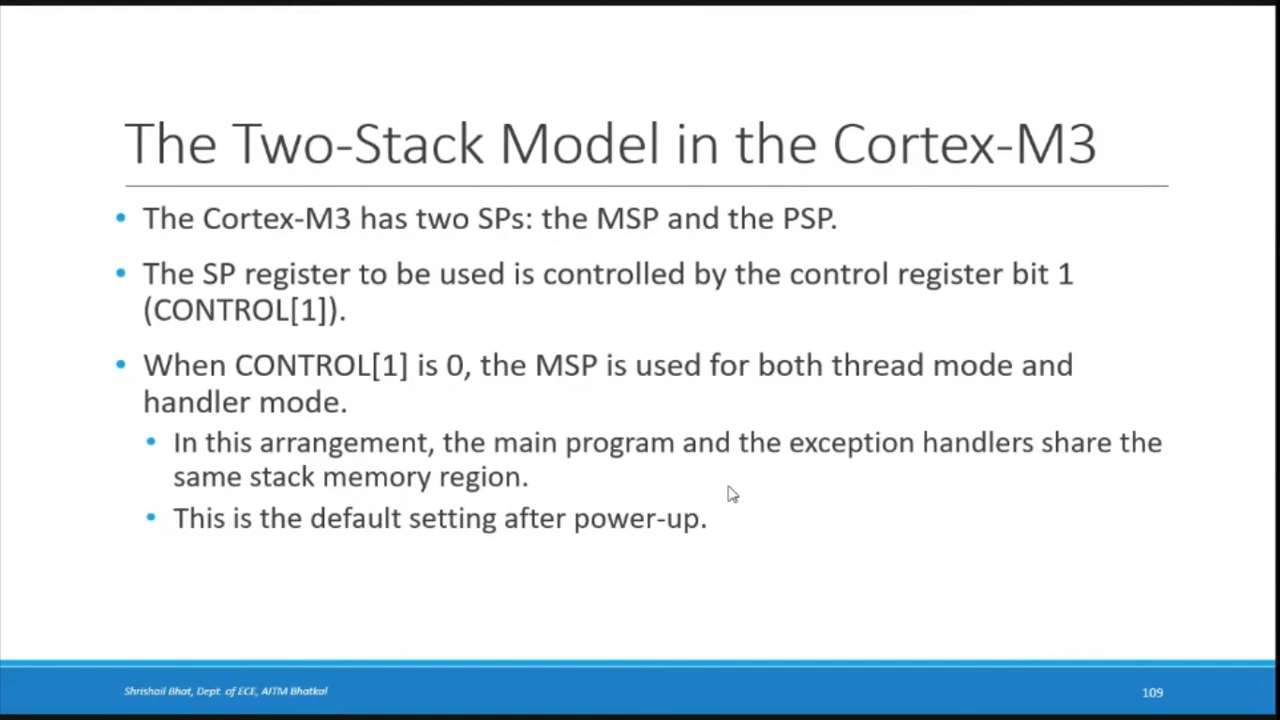 The Two-Stack Model in the Cortex-M3
• The Cortex-M3 has two SPs: the MSP and the PSP.
• The SP register to be used is controlled by the control register bit 1
(CONTROL[1]).
• When CONTROL[1] is 0, the MSP is used for both thread mode and
handler mode.
• In this arrangement, the main program and the exception handlers share the
same stack memory region.
• This is the default setting after power-up.
Shrishail Bhat, Dept. of ECE, AITM Bhatkal
109